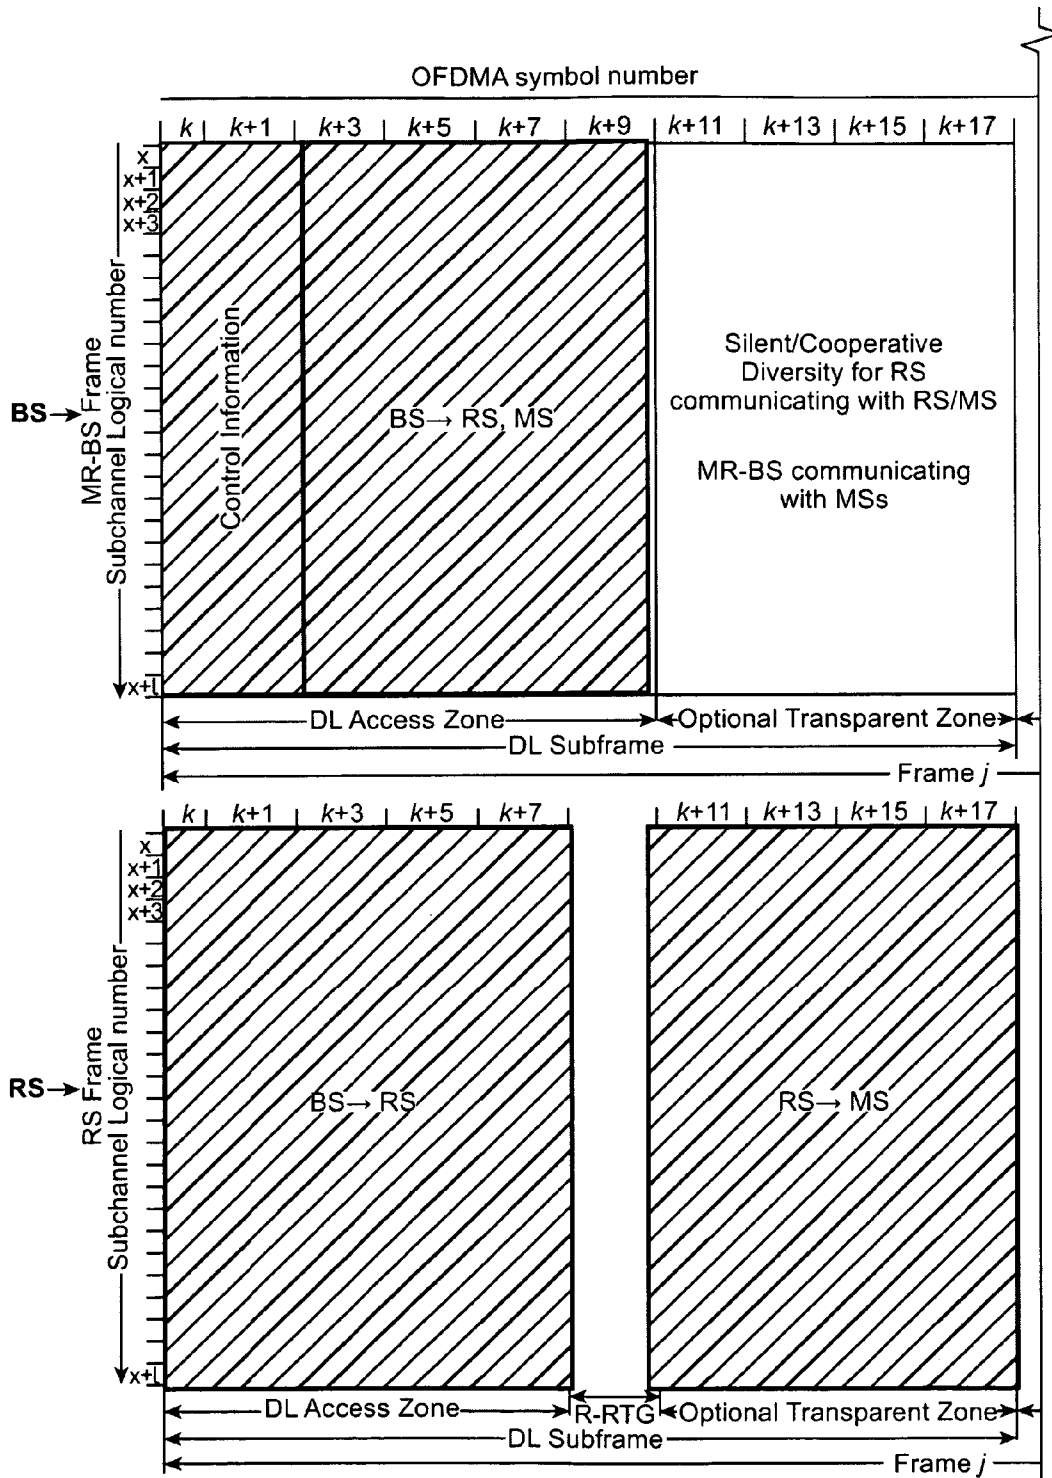 OFDMA symbol number
k k+1 k+3 k+5 k+7 k+9 k+11 k+13 k+15 k+17
x
x+1
x+2
x+3
x+l
BS→
MR-BS Frame
Subchannel Logical number
Control Information
BS→ RS, MS
Silent/Cooperative
Diversity for RS
communicating with RS/MS
MR-BS communicating
with MSs
DL Access Zone
Optional Transparent Zone
DL Subframe
Frame j
k k+1 k+3 k+5 k+7 k+11 k+13 k+15 k+17
x
x+1
x+2
x+3
x+l
RS→
RS Frame
Subchannel Logical number
BS→ RS
RS→ MS
DL Access Zone
R-RTG
Optional Transparent Zone
DL Subframe
Frame j